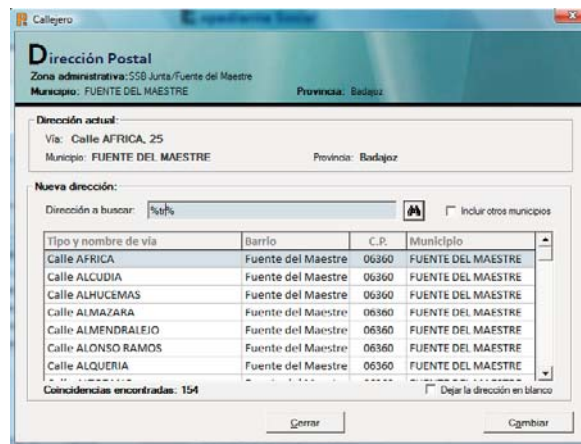 Callejero
Dirección Postal
Zona administrativa: SSB Junta/Fuente del Maestre
Municipio: FUENTE DEL MAESTRE Provincia: Badajoz
Dirección actual:
Vía: Calle AFRICA, 25
Municipio: FUENTE DEL MAESTRE Provincia: Badajoz
Nueva dirección:
Dirección a buscar: %tr% Incluir otros municipios
Tipo y nombre de vía Barrio C.P. Municipio
Calle AFRICA Fuente del Maestre 06360 FUENTE DEL MAESTRE
Calle ALCUDIA Fuente del Maestre 06360 FUENTE DEL MAESTRE
Calle ALHUCEMAS Fuente del Maestre 06360 FUENTE DEL MAESTRE
Calle ALMAZARA Fuente del Maestre 06360 FUENTE DEL MAESTRE
Calle ALMENDRALEJO Fuente del Maestre 06360 FUENTE DEL MAESTRE
Calle ALONSO RAMOS Fuente del Maestre 06360 FUENTE DEL MAESTRE
Calle ALQUERIA Fuente del Maestre 06360 FUENTE DEL MAESTRE
Coincidencias encontradas: 154 Dejar la dirección en blanco
Cerrar Cambiar